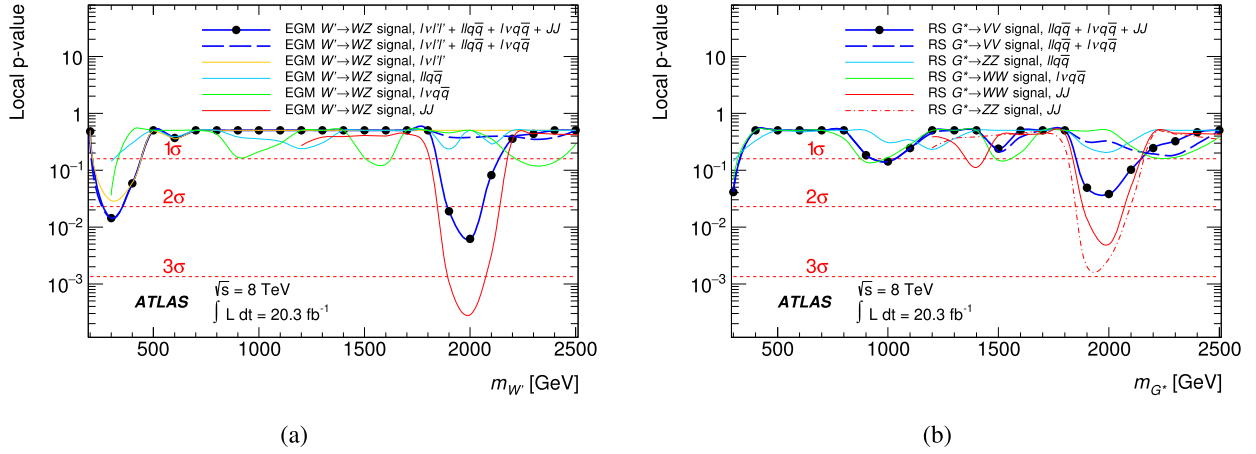 Local p-value
10
1
10⁻¹
10⁻²
10⁻³
EGM W'→WZ signal, lνl'l' + llqq̅ + lνqq̅ + JJ
EGM W'→WZ signal, lνl'l' + llqq̅ + lνqq̅
EGM W'→WZ signal, lνl'l'
EGM W'→WZ signal, llqq̅
EGM W'→WZ signal, lνqq̅
EGM W'→WZ signal, JJ
1σ
2σ
3σ
ATLAS
√s = 8 TeV
∫ L dt = 20.3 fb⁻¹
500 1000 1500 2000 2500
m_W' [GeV]
(a)
Local p-value
10
1
10⁻¹
10⁻²
10⁻³
RS G*→VV signal, llqq̅ + lνqq̅ + JJ
RS G*→VV signal, llqq̅ + lνqq̅
RS G*→ZZ signal, llqq̅
RS G*→WW signal, lνqq̅
RS G*→WW signal, JJ
RS G*→ZZ signal, JJ
1σ
2σ
3σ
ATLAS
√s = 8 TeV
∫ L dt = 20.3 fb⁻¹
500 1000 1500 2000 2500
m_G* [GeV]
(b)